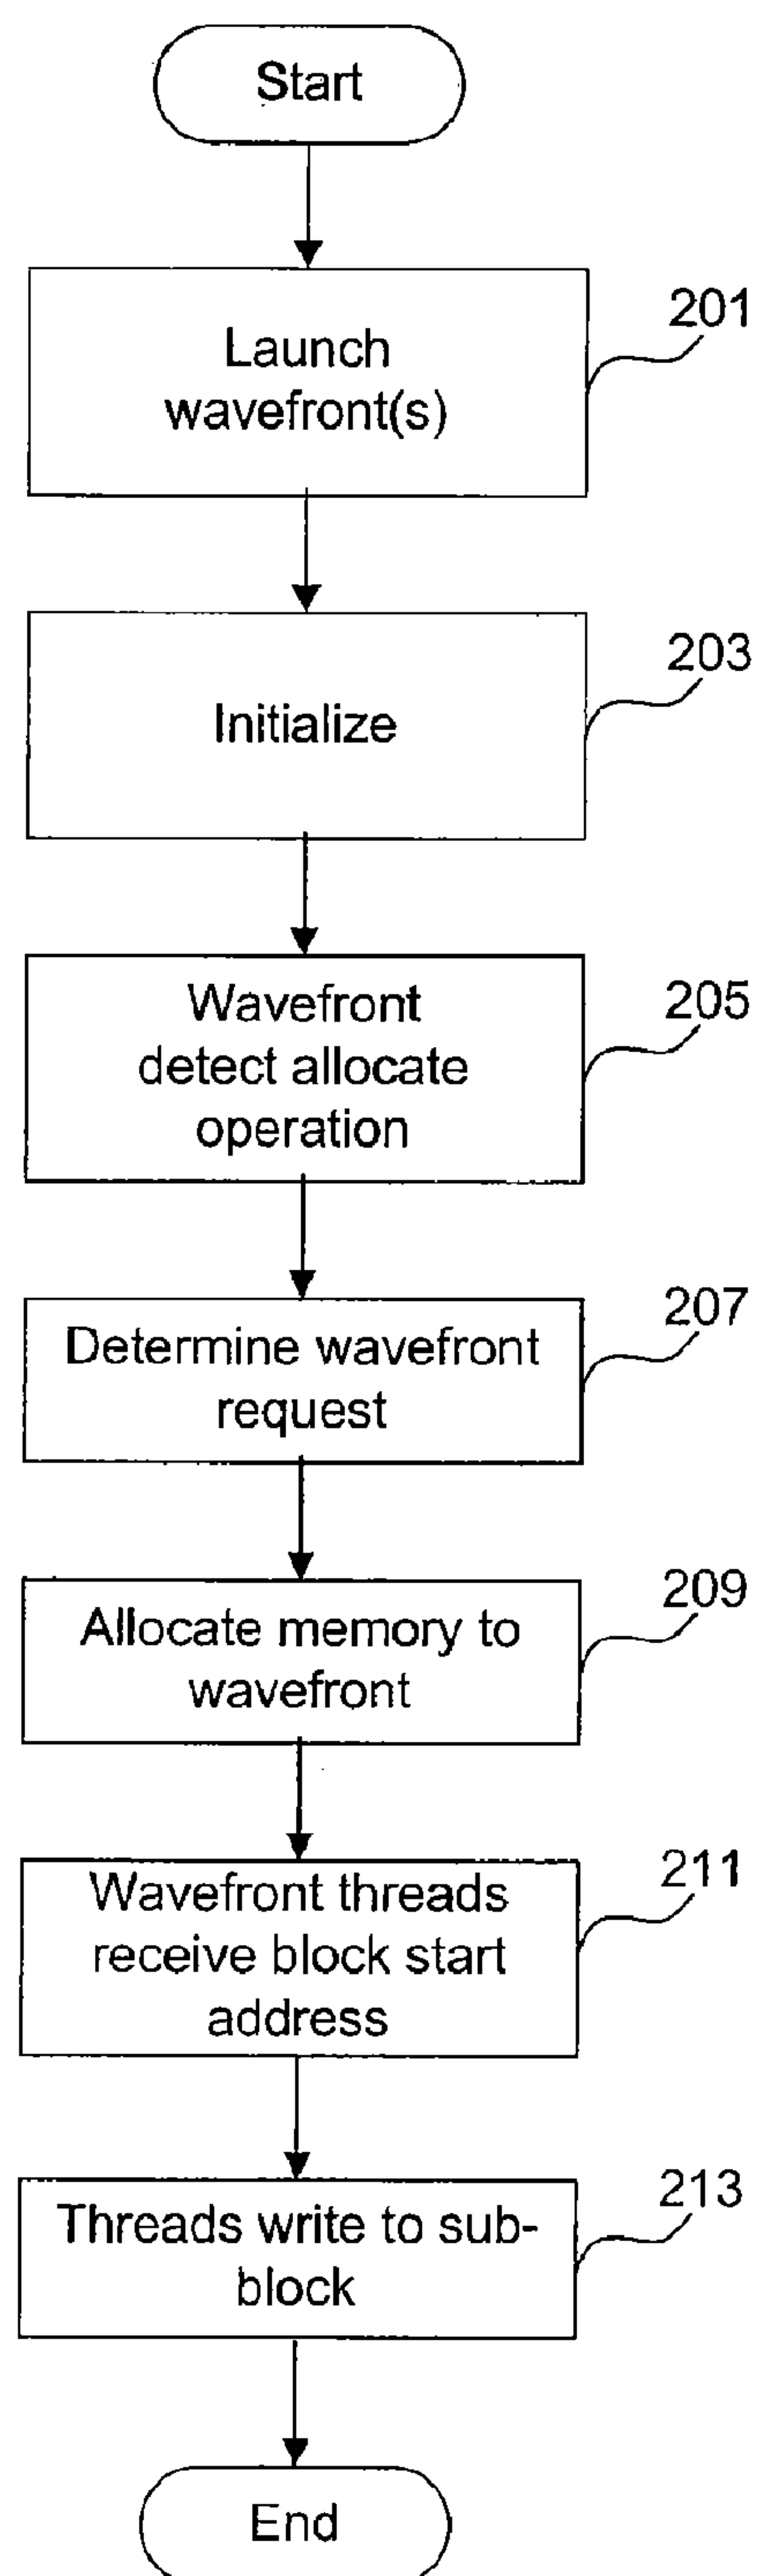 Start
Launch
wavefront(s)
201
Initialize
203
Wavefront
detect allocate
operation
205
Determine wavefront
request
207
Allocate memory to
wavefront
209
Wavefront threads
receive block start
address
211
Threads write to sub-
block
213
End